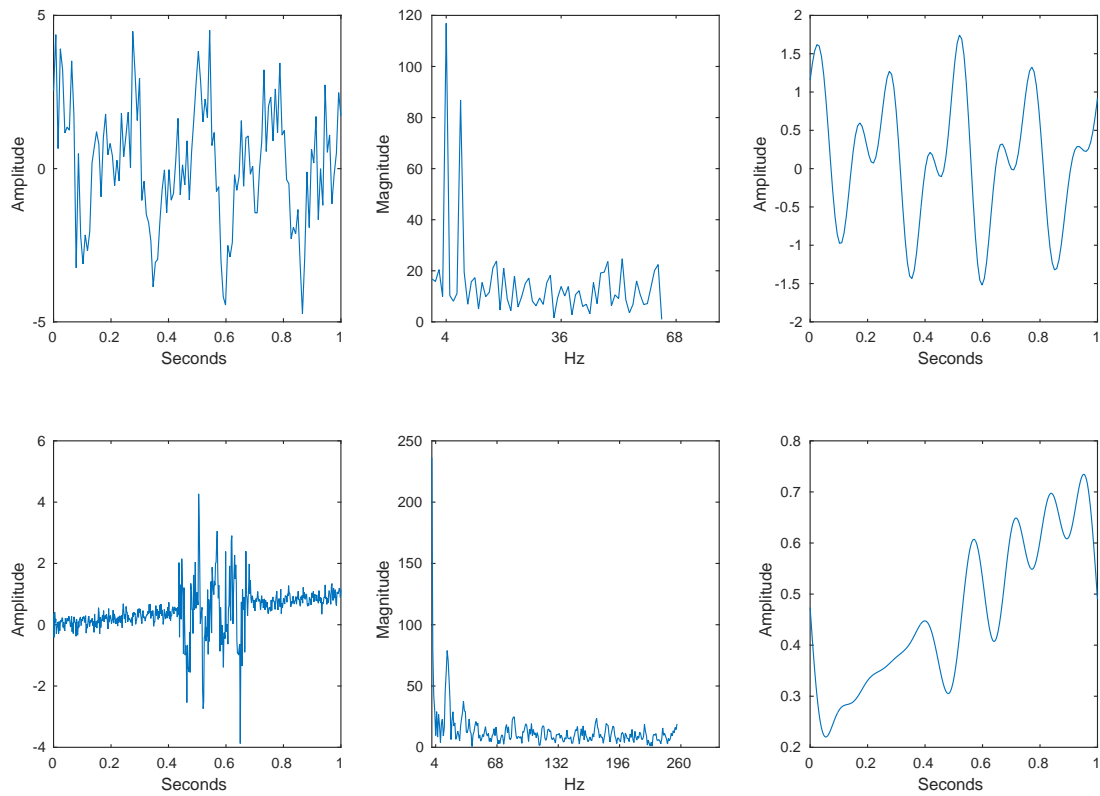 5
0
-5
Amplitude
0 0.2 0.4 0.6 0.8 1
Seconds
120
100
80
60
40
20
0
Magnitude
4 36 68
Hz
2
1.5
1
0.5
0
-0.5
-1
-1.5
-2
Amplitude
0 0.2 0.4 0.6 0.8 1
Seconds
6
4
2
0
-2
-4
Amplitude
0 0.2 0.4 0.6 0.8 1
Seconds
250
200
150
100
50
0
Magnitude
4 68 132 196 260
Hz
0.8
0.7
0.6
0.5
0.4
0.3
0.2
Amplitude
0 0.2 0.4 0.6 0.8 1
Seconds